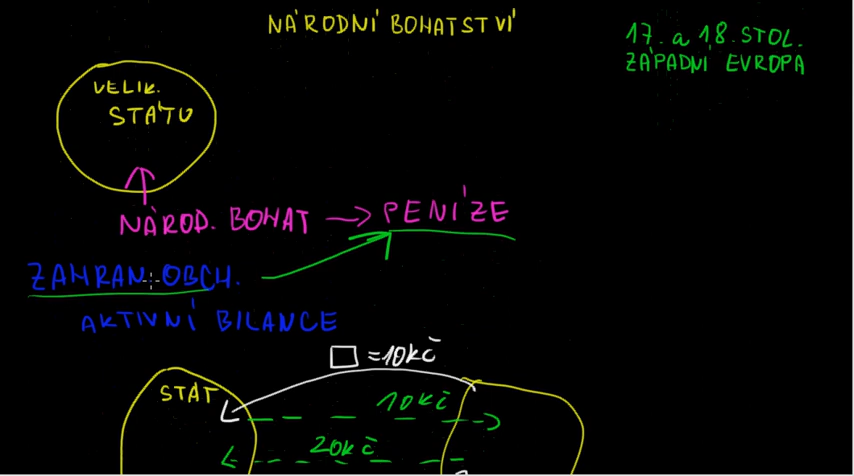 NÁRODNÍ BOHATSTVÍ
17. a 18. STOL.
ZÁPADNÍ EVROPA
VELIK.
STÁTU
NÁROD. BOHAT → PENÍZE
ZAHRAN. OBCH.
AKTIVNÍ BILANCE
□ = 10KČ
STÁT
10KČ
20KČ